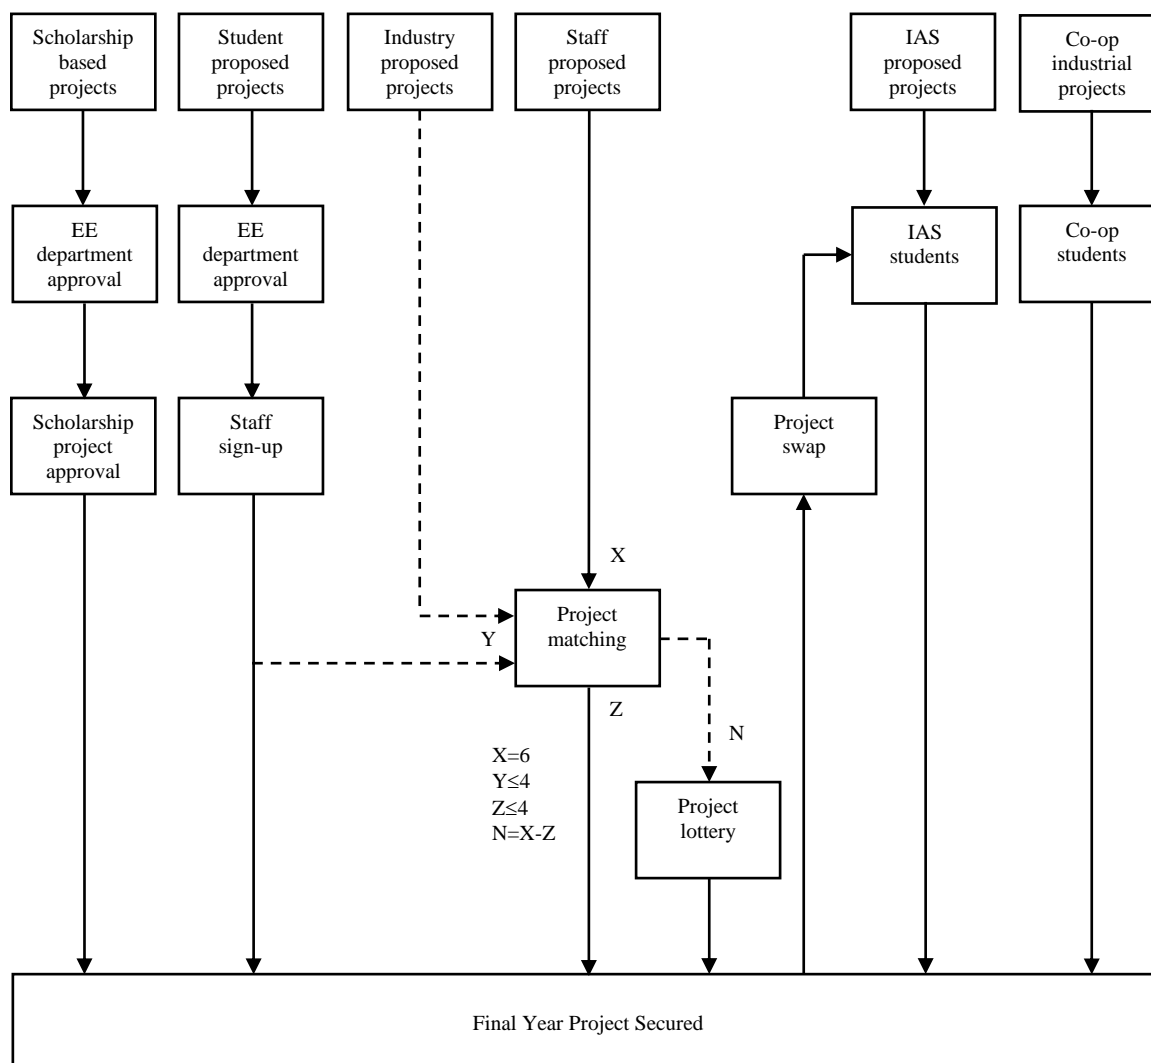 Scholarship
based
projects
Student
proposed
projects
Industry
proposed
projects
Staff
proposed
projects
IAS
proposed
projects
Co-op
industrial
projects
EE
department
approval
EE
department
approval
IAS
students
Co-op
students
Scholarship
project
approval
Staff
sign-up
Project
swap
X
Project
matching
Y
Z
N
X=6
Y≤4
Z≤4
N=X-Z
Project
lottery
Final Year Project Secured